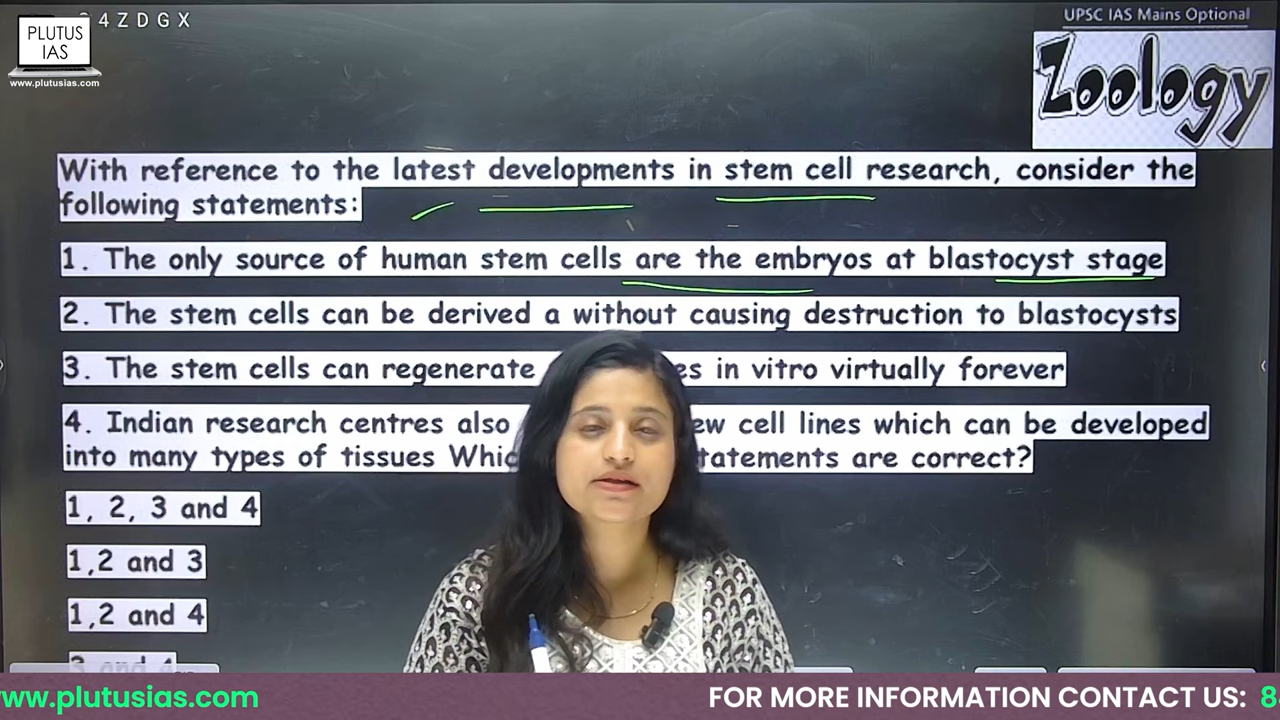 4 Z D G X
PLUTUS
IAS
www.plutusias.com
UPSC IAS Mains Optional
Zoology
With reference to the latest developments in stem cell research, consider the
following statements:
1. The only source of human stem cells are the embryos at blastocyst stage
2. The stem cells can be derived a without causing destruction to blastocysts
3. The stem cells can regenerate in vitro virtually forever
4. Indian research centres also cell lines which can be developed
into many types of tissues are correct?
1, 2, 3 and 4
1,2 and 3
1,2 and 4
3 and 4
www.plutusias.com
FOR MORE INFORMATION CONTACT US: 8